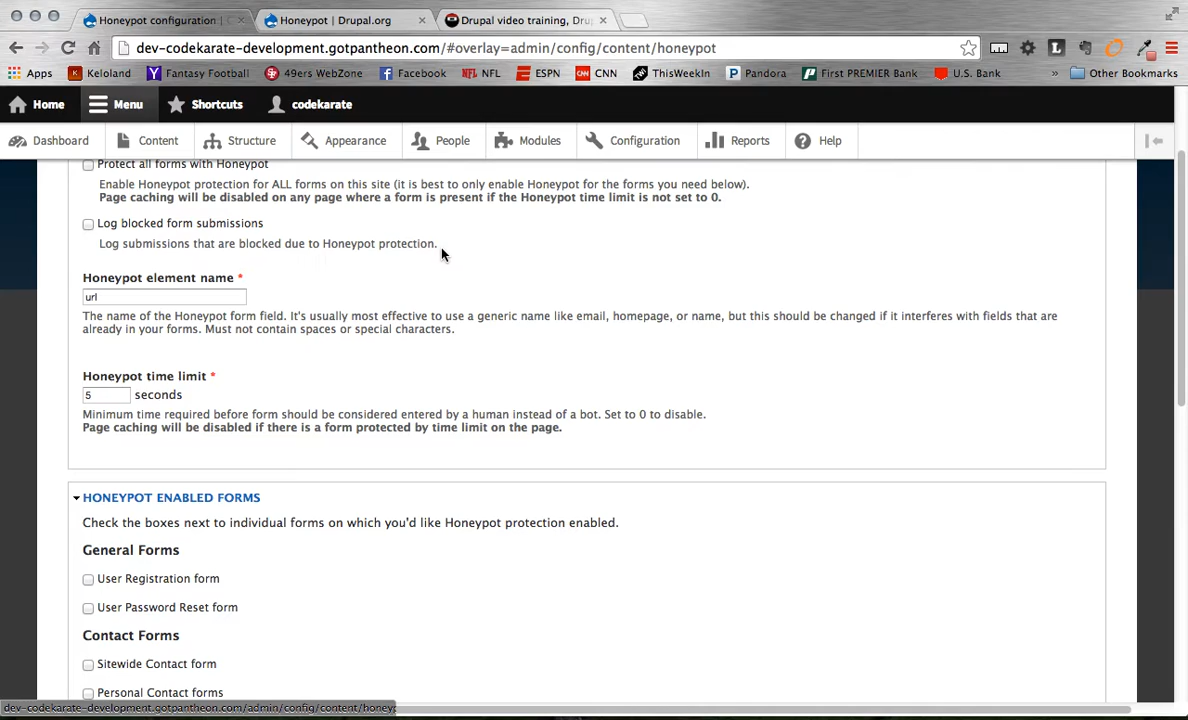 Honeypot configuration |
Honeypot | Drupal.org
Drupal video training, Dru
dev-codekarate-development.gotpantheon.com/#overlay=admin/config/content/honeypot
Apps Keloland Fantasy Football 49ers WebZone Facebook NFL ESPN CNN ThisWeekIn Pandora First PREMIER Bank U.S. Bank » Other Bookmarks
Home Menu Shortcuts codekarate
Dashboard Content Structure Appearance People Modules Configuration Reports Help
Protect all forms with Honeypot
Enable Honeypot protection for ALL forms on this site (it is best to only enable Honeypot for the forms you need below).
Page caching will be disabled on any page where a form is present if the Honeypot time limit is not set to 0.
Log blocked form submissions
Log submissions that are blocked due to Honeypot protection.
Honeypot element name *
url
The name of the Honeypot form field. It's usually most effective to use a generic name like email, homepage, or name, but this should be changed if it interferes with fields that are
already in your forms. Must not contain spaces or special characters.
Honeypot time limit *
5 seconds
Minimum time required before form should be considered entered by a human instead of a bot. Set to 0 to disable.
Page caching will be disabled if there is a form protected by time limit on the page.
HONEYPOT ENABLED FORMS
Check the boxes next to individual forms on which you'd like Honeypot protection enabled.
General Forms
User Registration form
User Password Reset form
Contact Forms
Sitewide Contact form
Personal Contact forms
dev-codekarate-development.gotpantheon.com/admin/config/content/honey